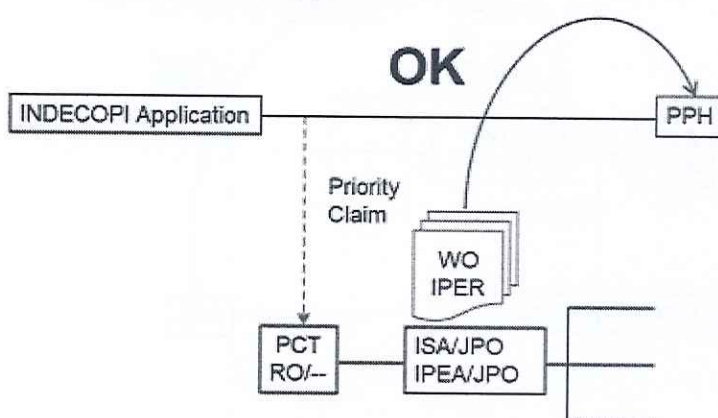 OK
INDECOPI Application
PPH
Priority
Claim
WO
IPER
PCT
RO/--
ISA/JPO
IPEA/JPO